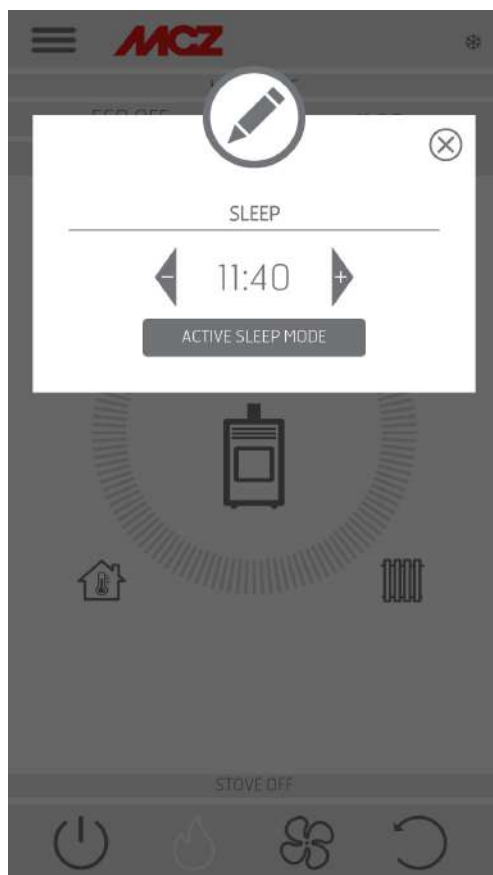 MCZ
SLEEP
- 11:40 +
ACTIVE SLEEP MODE
STOVE OFF